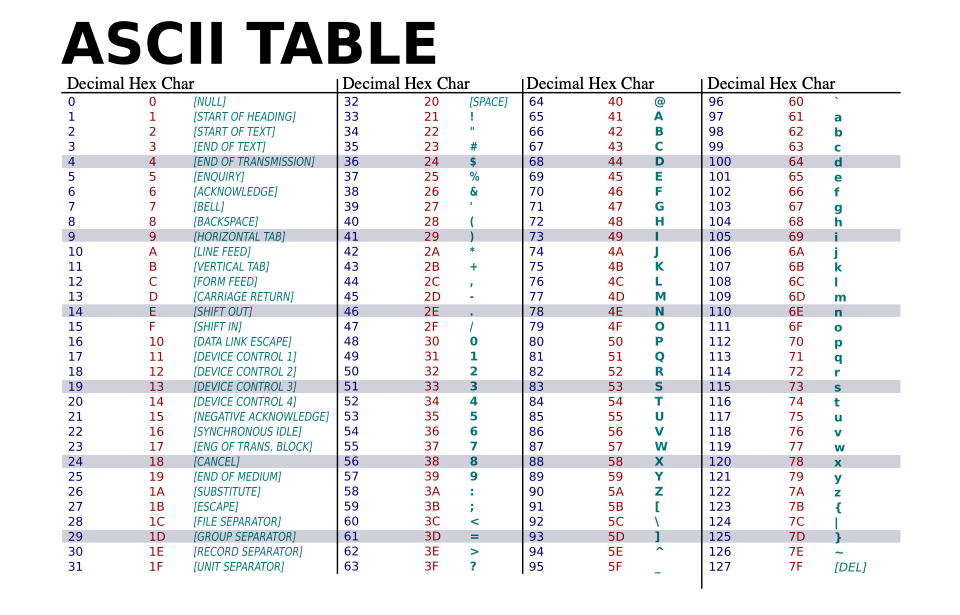 ASCII TABLE
Decimal Hex Char Decimal Hex Char Decimal Hex Char Decimal Hex Char
0 0 [NULL] 32 20 [SPACE] 64 40 @ 96 60 `
1 1 [START OF HEADING] 33 21 ! 65 41 A 97 61 a
2 2 [START OF TEXT] 34 22 " 66 42 B 98 62 b
3 3 [END OF TEXT] 35 23 # 67 43 C 99 63 c
4 4 [END OF TRANSMISSION] 36 24 $ 68 44 D 100 64 d
5 5 [ENQUIRY] 37 25 % 69 45 E 101 65 e
6 6 [ACKNOWLEDGE] 38 26 & 70 46 F 102 66 f
7 7 [BELL] 39 27 ' 71 47 G 103 67 g
8 8 [BACKSPACE] 40 28 ( 72 48 H 104 68 h
9 9 [HORIZONTAL TAB] 41 29 ) 73 49 I 105 69 i
10 A [LINE FEED] 42 2A * 74 4A J 106 6A j
11 B [VERTICAL TAB] 43 2B + 75 4B K 107 6B k
12 C [FORM FEED] 44 2C , 76 4C L 108 6C l
13 D [CARRIAGE RETURN] 45 2D - 77 4D M 109 6D m
14 E [SHIFT OUT] 46 2E . 78 4E N 110 6E n
15 F [SHIFT IN] 47 2F / 79 4F O 111 6F o
16 10 [DATA LINK ESCAPE] 48 30 0 80 50 P 112 70 p
17 11 [DEVICE CONTROL 1] 49 31 1 81 51 Q 113 71 q
18 12 [DEVICE CONTROL 2] 50 32 2 82 52 R 114 72 r
19 13 [DEVICE CONTROL 3] 51 33 3 83 53 S 115 73 s
20 14 [DEVICE CONTROL 4] 52 34 4 84 54 T 116 74 t
21 15 [NEGATIVE ACKNOWLEDGE] 53 35 5 85 55 U 117 75 u
22 16 [SYNCHRONOUS IDLE] 54 36 6 86 56 V 118 76 v
23 17 [ENG OF TRANS. BLOCK] 55 37 7 87 57 W 119 77 w
24 18 [CANCEL] 56 38 8 88 58 X 120 78 x
25 19 [END OF MEDIUM] 57 39 9 89 59 Y 121 79 y
26 1A [SUBSTITUTE] 58 3A : 90 5A Z 122 7A z
27 1B [ESCAPE] 59 3B ; 91 5B [ 123 7B {
28 1C [FILE SEPARATOR] 60 3C < 92 5C \ 124 7C |
29 1D [GROUP SEPARATOR] 61 3D = 93 5D ] 125 7D }
30 1E [RECORD SEPARATOR] 62 3E > 94 5E ^ 126 7E ~
31 1F [UNIT SEPARATOR] 63 3F ? 95 5F _ 127 7F [DEL]